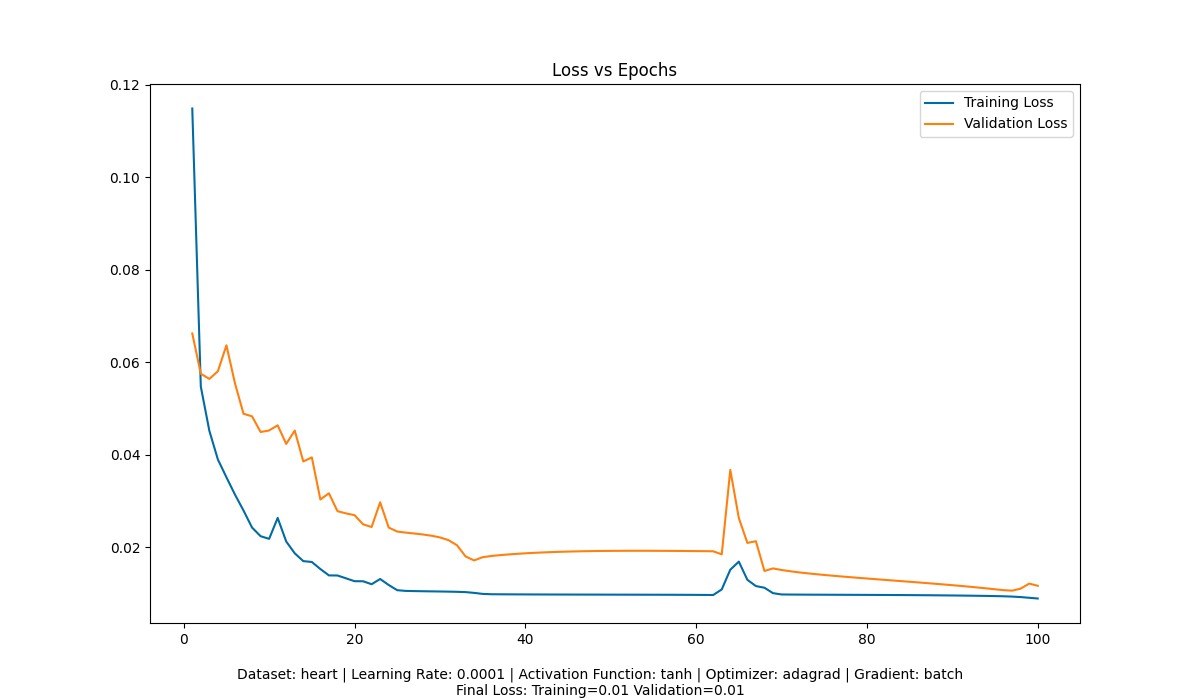 Loss vs Epochs
0.12
0.10
0.08
0.06
0.04
0.02
Training Loss
Validation Loss
0 20 40 60 80 100
Dataset: heart | Learning Rate: 0.0001 | Activation Function: tanh | Optimizer: adagrad | Gradient: batch
Final Loss: Training=0.01 Validation=0.01